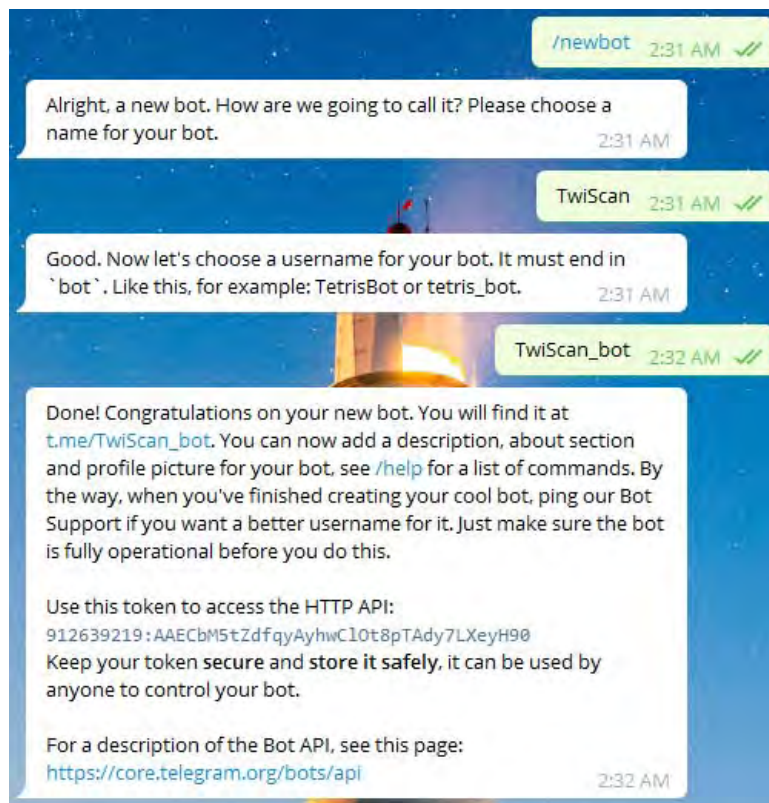 /newbot 2:31 AM
Alright, a new bot. How are we going to call it? Please choose a
name for your bot. 2:31 AM
TwiScan 2:31 AM
Good. Now let's choose a username for your bot. It must end in
`bot`. Like this, for example: TetrisBot or tetris_bot. 2:31 AM
TwiScan_bot 2:32 AM
Done! Congratulations on your new bot. You will find it at
t.me/TwiScan_bot. You can now add a description, about section
and profile picture for your bot, see /help for a list of commands. By
the way, when you've finished creating your cool bot, ping our Bot
Support if you want a better username for it. Just make sure the bot
is fully operational before you do this.
Use this token to access the HTTP API:
912639219:AAECbM5tZdfqyAyhwClOt8pTAdy7LXeyH90
Keep your token secure and store it safely, it can be used by
anyone to control your bot.
For a description of the Bot API, see this page:
https://core.telegram.org/bots/api 2:32 AM